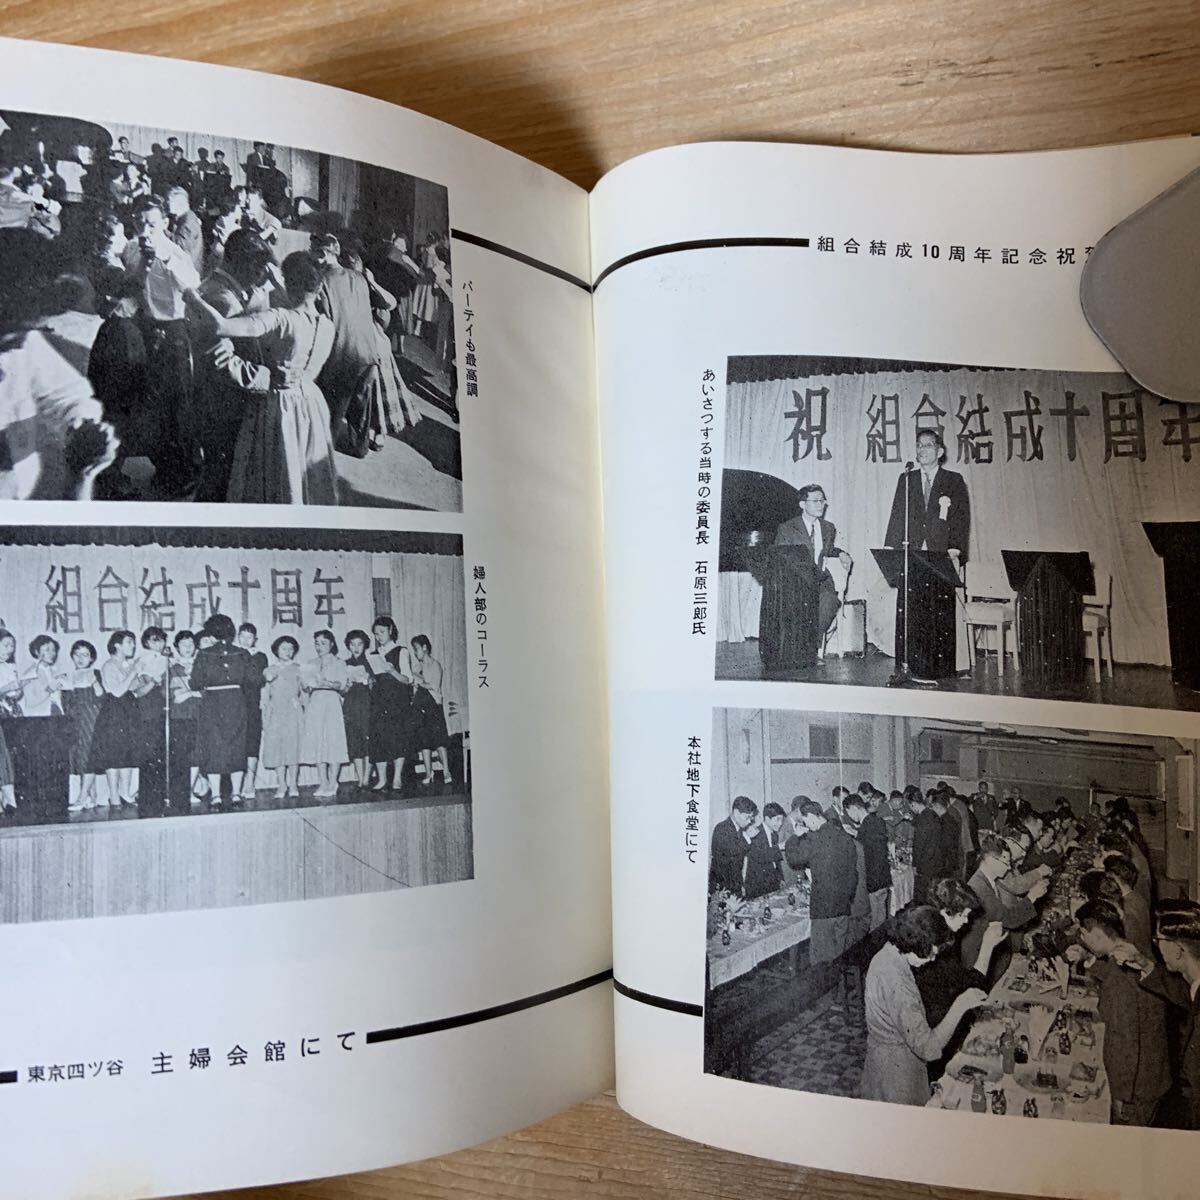 組合結成10周年記念祝
あいさつする当時の委員長 石原三郎氏
祝 組合結成十周年
本社地下食堂にて
パーティも最高調
婦人部のコーラス
組合結成十周年
東京四ツ谷 主婦会館にて